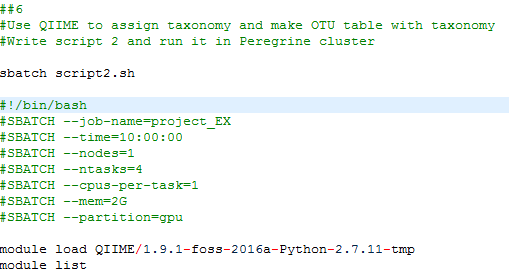 ##6
#Use QIIME to assign taxonomy and make OTU table with taxonomy
#Write script 2 and run it in Peregrine cluster
sbatch script2.sh
#!/bin/bash
#SBATCH --job-name=project_EX
#SBATCH --time=10:00:00
#SBATCH --nodes=1
#SBATCH --ntasks=4
#SBATCH --cpus-per-task=1
#SBATCH --mem=2G
#SBATCH --partition=gpu
module load QIIME/1.9.1-foss-2016a-Python-2.7.11-tmp
module list